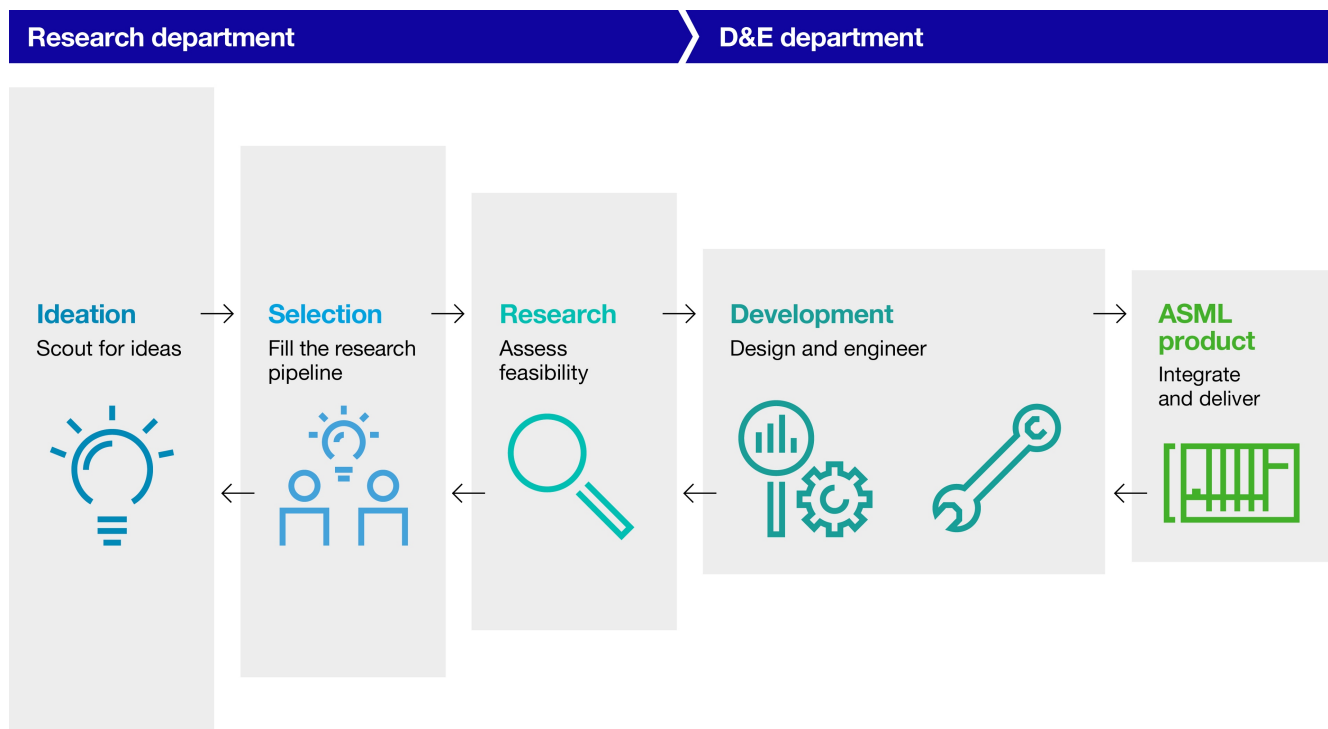 Research department
D&E department
Ideation
Scout for ideas
Selection
Fill the research
pipeline
Research
Assess
feasibility
Development
Design and engineer
ASML
product
Integrate
and deliver